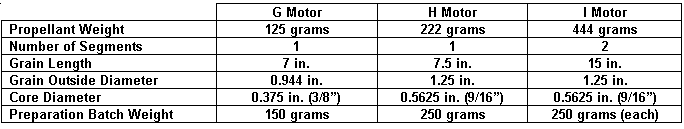 G Motor H Motor I Motor
Propellant Weight 125 grams 222 grams 444 grams
Number of Segments 1 1 2
Grain Length 7 in. 7.5 in. 15 in.
Grain Outside Diameter 0.944 in. 1.25 in. 1.25 in.
Core Diameter 0.375 in. (3/8”) 0.5625 in. (9/16”) 0.5625 in. (9/16”)
Preparation Batch Weight 150 grams 250 grams 250 grams (each)